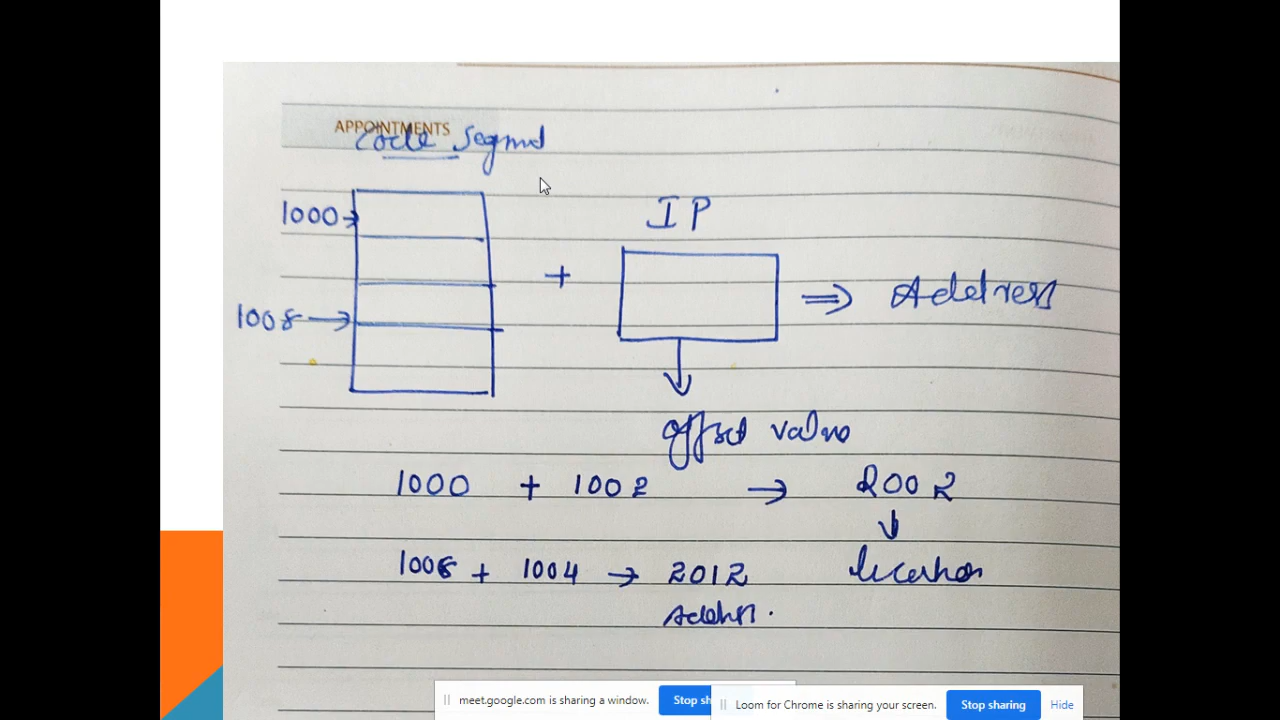 APPOINTMENTS
Code Segmnt
1000
IP
+
⇒ Address
1008
offset value
1000 + 1002 → 2002
1008 + 1004 → 2012 location
Address.
meet.google.com is sharing a window. Stop sh
Loom for Chrome is sharing your screen. Stop sharing Hide